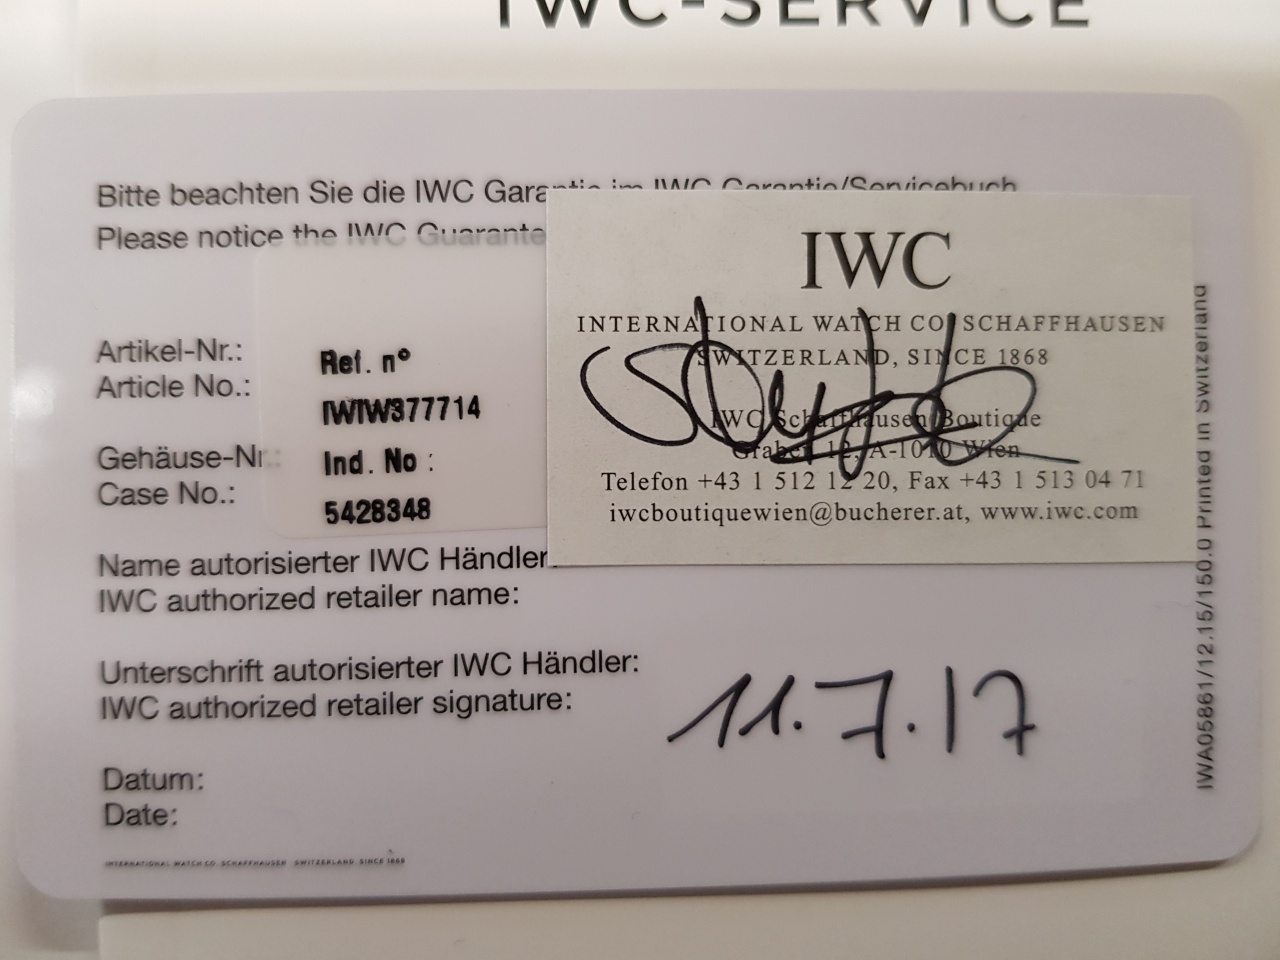 IWC-SERVICE
Bitte beachten Sie die IWC Garantie im IWC Garantie/Servicebuch
Please notice the IWC Guarante
Artikel-Nr.:
Article No.:
Ref. n°
IWIW377714
Gehäuse-Nr.:
Case No.:
Ind. No :
5428348
IWC
INTERNATIONAL WATCH CO. SCHAFFHAUSEN
SWITZERLAND, SINCE 1868
IWC Schaffhausen Boutique
Graben 12, A-1010 Wien
Telefon +43 1 512 12 20, Fax +43 1 513 04 71
iwcboutiquewien@bucherer.at, www.iwc.com
Name autorisierter IWC Händler
IWC authorized retailer name:
Unterschrift autorisierter IWC Händler:
IWC authorized retailer signature:
11.7.17
Datum:
Date:
INTERNATIONAL WATCH CO. SCHAFFHAUSEN SWITZERLAND SINCE 1868
IWA05861/12.15/150.0 Printed in Switzerland